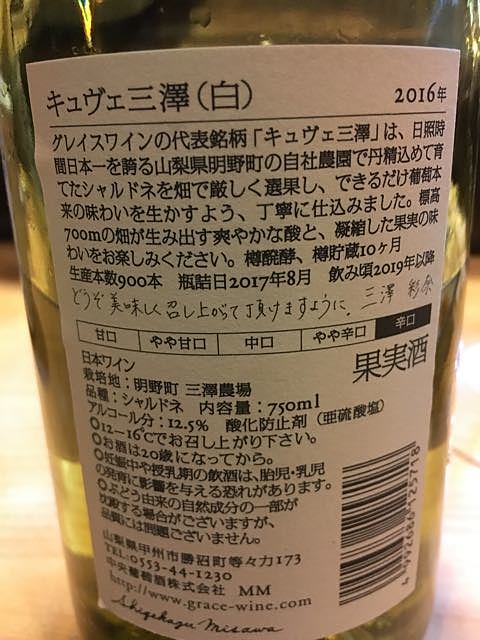 キュヴェ三澤（白） 2016年
グレイスワインの代表銘柄「キュヴェ三澤」は、日照時
間日本一を誇る山梨県明野町の自社農園で丹精込めて育
てたシャルドネを畑で厳しく選果し、できるだけ葡萄本
来の味わいを生かすよう、丁寧に仕込みました。標高
700mの畑が生み出す爽やかな酸と、凝縮した果実の味
わいをお楽しみください。樽醗酵、樽貯蔵10ヶ月
生産本数900本 瓶詰日2017年8月 飲み頃2019年以降
どうぞ美味しく召し上がって頂けますように。三澤 彩奈
甘口 やや甘口 中口 やや辛口 辛口
日本ワイン 果実酒
栽培地：明野町 三澤農場
品種：シャルドネ 内容量：750ml
アルコール分：12.5% 酸化防止剤（亜硫酸塩）
○12–16℃でお召し上がり下さい。
○お酒は20歳になってから。
○妊娠中や授乳期の飲酒は、胎児・乳児
の発育に影響を与える恐れがあります。
○ぶどう由来の自然成分の一部が
沈殿する場合がございますが、
品質には問題ございません。
山梨県甲州市勝沼町等々力173
TEL:0553-44-1230
中央葡萄酒株式会社 MM
http://www.grace-wine.com
Shigekazu Misawa
4 992680 425718